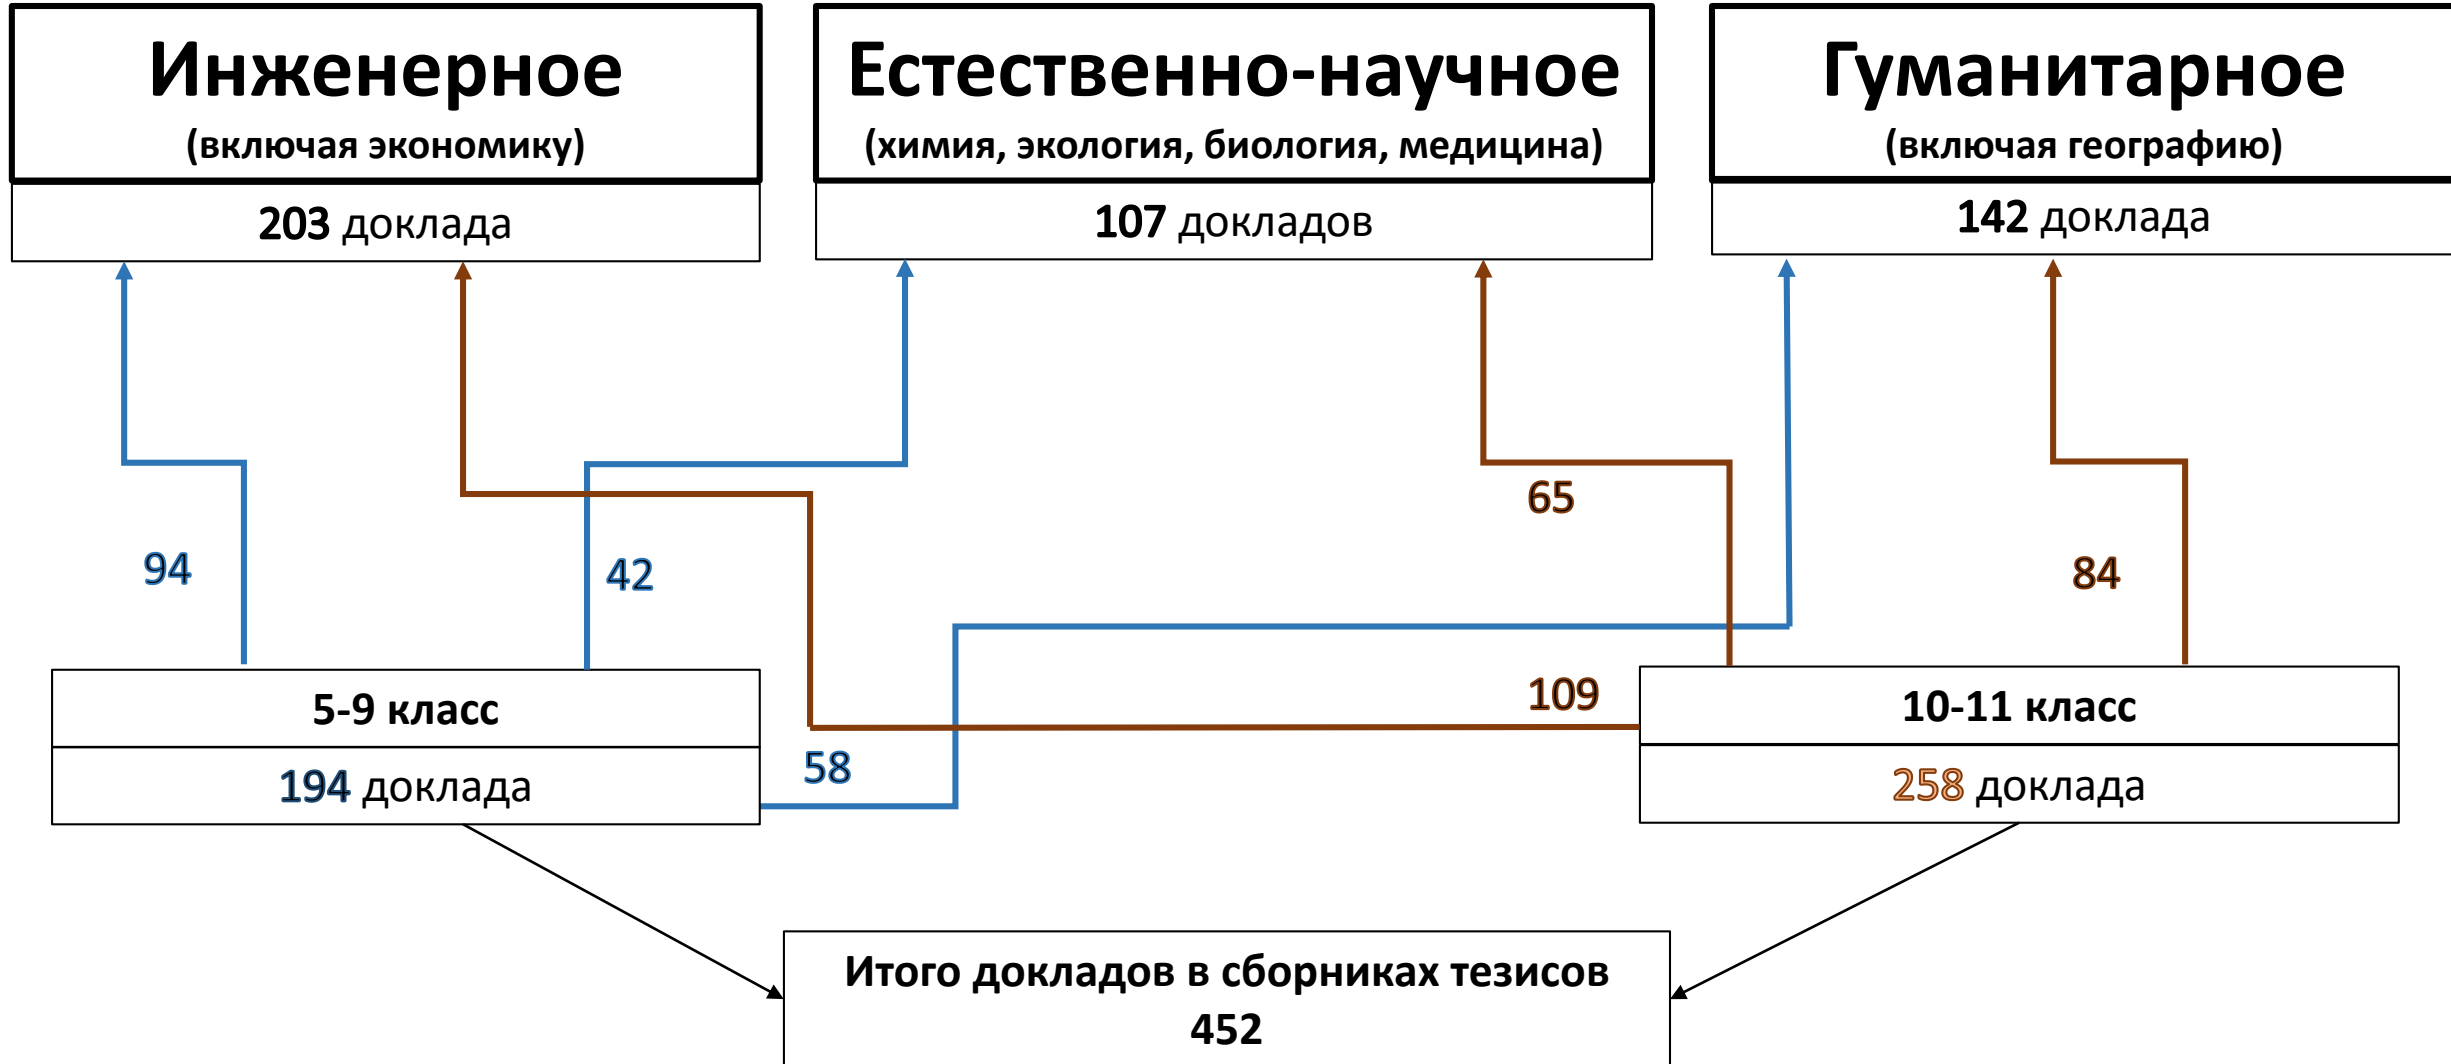 Инженерное
(включая экономику)
203 доклада
Естественно-научное
(химия, экология, биология, медицина)
107 докладов
Гуманитарное
(включая географию)
142 доклада
94
42
65
84
109
58
5-9 класс
194 доклада
10-11 класс
258 доклада
Итого докладов в сборниках тезисов
452